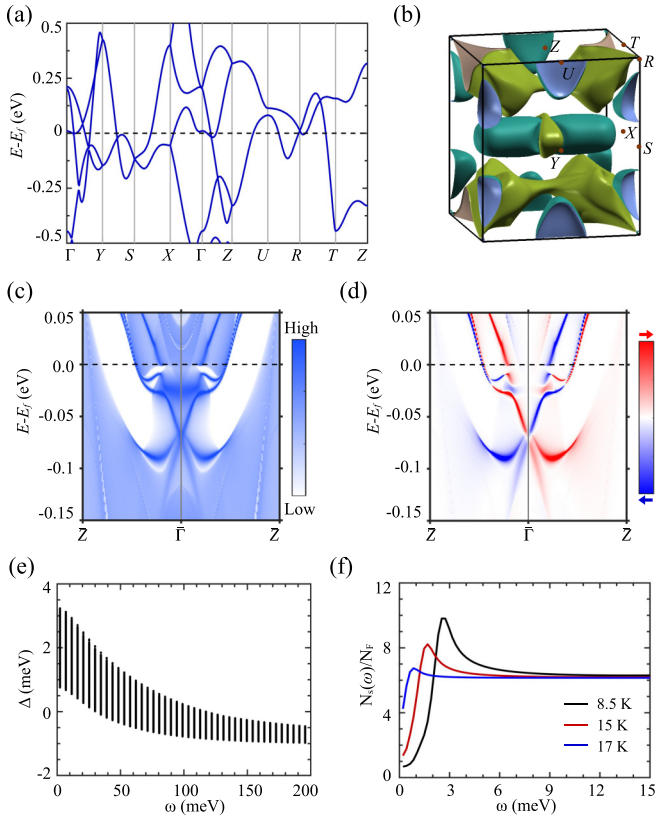 (a)
0.5
0.25
0
-0.25
-0.5
E-E_f (eV)
Γ Y S X Γ Z U R T Z
(b)
Z
T
U
R
X
S
Y
(c)
0.05
0.0
-0.05
-0.1
-0.15
E-E_f (eV)
Z̄ Γ̄ Z̄
High
Low
(d)
0.05
0.0
-0.05
-0.1
-0.15
E-E_f (eV)
Z̄ Γ̄ Z̄
(e)
4
2
0
-2
Δ (meV)
0 50 100 150 200
ω (meV)
(f)
12
8
4
0
N_s(ω)/N_F
0 3 6 9 12 15
ω (meV)
8.5 K
15 K
17 K